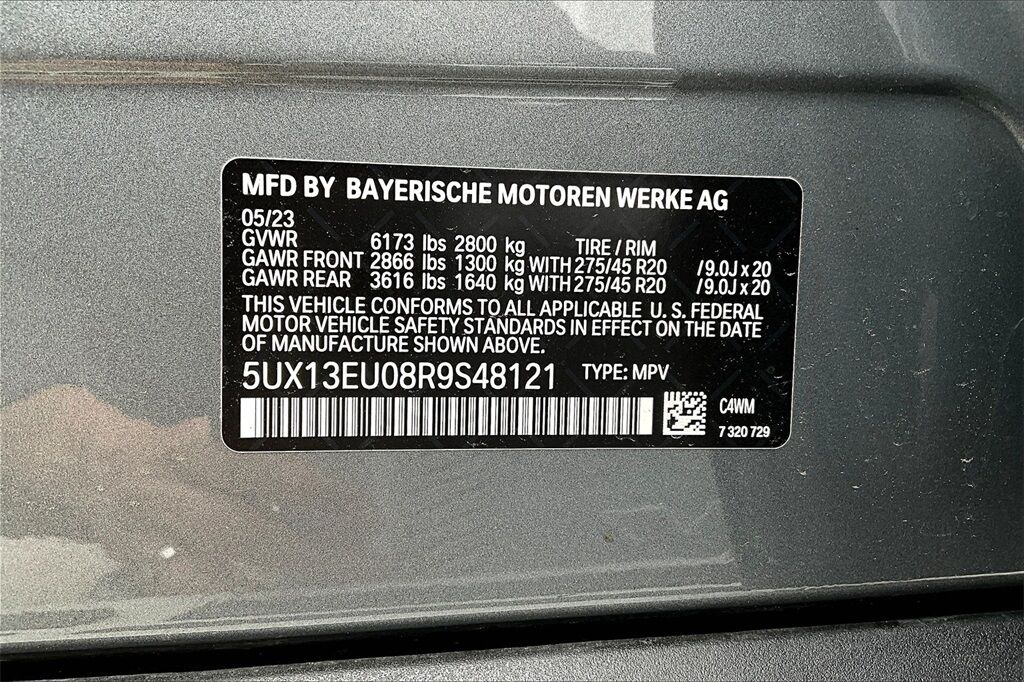 MFD BY BAYERISCHE MOTOREN WERKE AG
05/23
GVWR 6173 lbs 2800 kg TIRE / RIM
GAWR FRONT 2866 lbs 1300 kg WITH 275/45 R20 /9.0J x 20
GAWR REAR 3616 lbs 1640 kg WITH 275/45 R20 /9.0J x 20
THIS VEHICLE CONFORMS TO ALL APPLICABLE U. S. FEDERAL
MOTOR VEHICLE SAFETY STANDARDS IN EFFECT ON THE DATE
OF MANUFACTURE SHOWN ABOVE.
5UX13EU08R9S48121 TYPE: MPV
C4WM
7 320 729